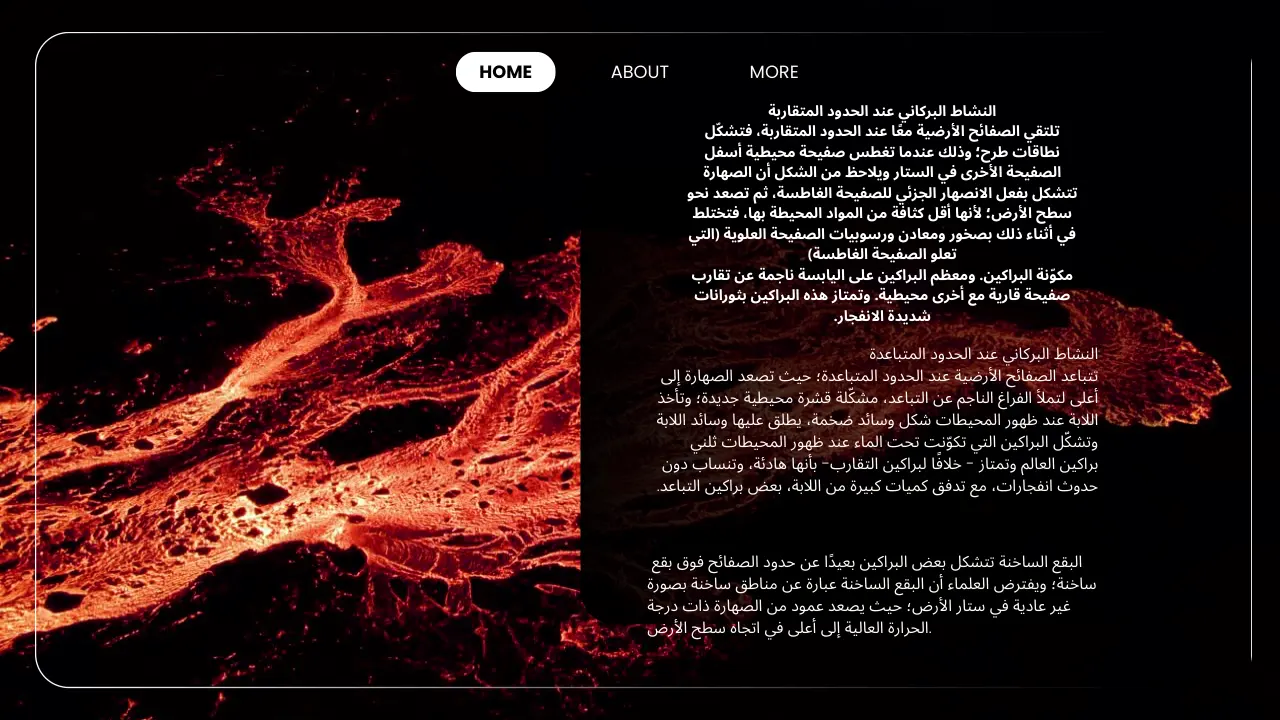 HOME
ABOUT
MORE
النشاط البركاني عند الحدود المتقاربة
تلتقي الصفائح الأرضية معًا عند الحدود المتقاربة، فتشكّل
نطاقات طرح؛ وذلك عندما تغطس صفيحة محيطية أسفل
الصفيحة الأخرى في الستار ويلاحظ من الشكل أن الصهارة
تتشكل بفعل الانصهار الجزئي للصفيحة الغاطسة، ثم تصعد نحو
سطح الأرض؛ لأنها أقل كثافة من المواد المحيطة بها، فتختلط
في أثناء ذلك بصخور ومعادن ورسوبيات الصفيحة العلوية (التي
تعلو الصفيحة الغاطسة)
مكوّنة البراكين. ومعظم البراكين على اليابسة ناجمة عن تقارب
صفيحة قارية مع أخرى محيطية. وتمتاز هذه البراكين بثورانات
شديدة الانفجار.
النشاط البركاني عند الحدود المتباعدة
تتباعد الصفائح الأرضية عند الحدود المتباعدة؛ حيث تصعد الصهارة إلى
أعلى لتملأ الفراغ الناجم عن التباعد، مشكّلة قشرة محيطية جديدة؛ وتأخذ
اللابة عند ظهور المحيطات شكل وسائد ضخمة، يطلق عليها وسائد اللابة
وتشكّل البراكين التي تكوّنت تحت الماء عند ظهور المحيطات ثلني
براكين العالم وتمتاز - خلافًا لبراكين التقارب- بأنها هادئة، وتنساب دون
حدوث انفجارات، مع تدفق كميات كبيرة من اللابة، بعض براكين التباعد.
البقع الساخنة تتشكل بعض البراكين بعيدًا عن حدود الصفائح فوق بقع
ساخنة؛ ويفترض العلماء أن البقع الساخنة عبارة عن مناطق ساخنة بصورة
غير عادية في ستار الأرض؛ حيث يصعد عمود من الصهارة ذات درجة
الحرارة العالية إلى أعلى في اتجاه سطح الأرض.